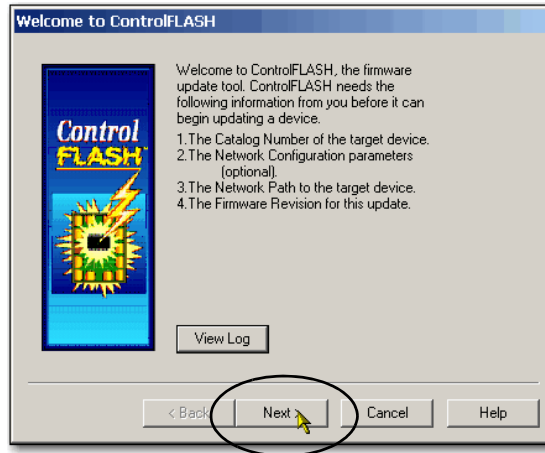 Welcome to ControlFLASH
Control
FLASH
Welcome to ControlFLASH, the firmware
update tool. ControlFLASH needs the
following information from you before it can
begin updating a device.
1.The Catalog Number of the target device.
2.The Network Configuration parameters
(optional).
3.The Network Path to the target device.
4.The Firmware Revision for this update.
View Log
< Back
Next >
Cancel
Help